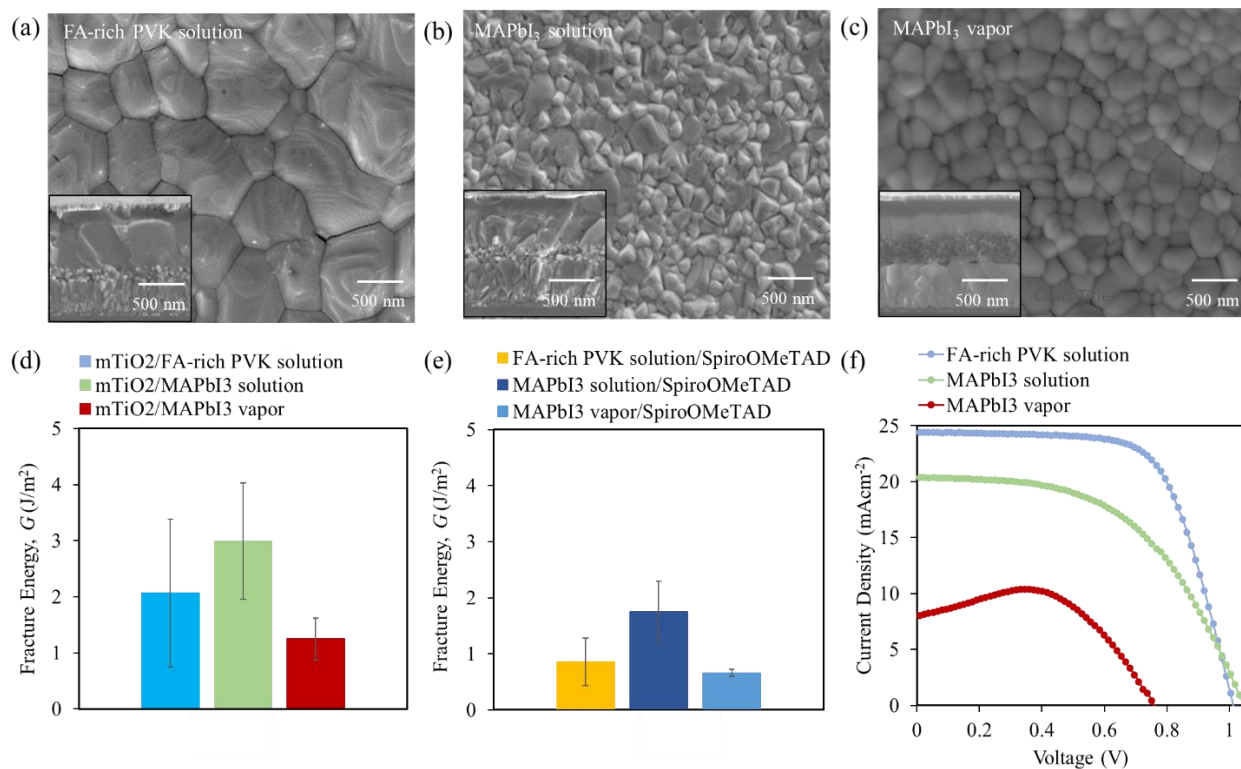 (a) FA-rich PVK solution
500 nm
500 nm
(b) MAPbI₃ solution
500 nm
500 nm
(c) MAPbI₃ vapor
500 nm
500 nm
(d)
mTiO2/FA-rich PVK solution
mTiO2/MAPbI3 solution
mTiO2/MAPbI3 vapor
Fracture Energy, G (J/m²)
5
4
3
2
1
0
(e)
FA-rich PVK solution/SpiroOMeTAD
MAPbI3 solution/SpiroOMeTAD
MAPbI3 vapor/SpiroOMeTAD
Fracture Energy, G (J/m²)
5
4
3
2
1
0
(f)
FA-rich PVK solution
MAPbI3 solution
MAPbI3 vapor
Current Density (mAcm⁻²)
25
20
15
10
5
0
0 0.2 0.4 0.6 0.8 1
Voltage (V)